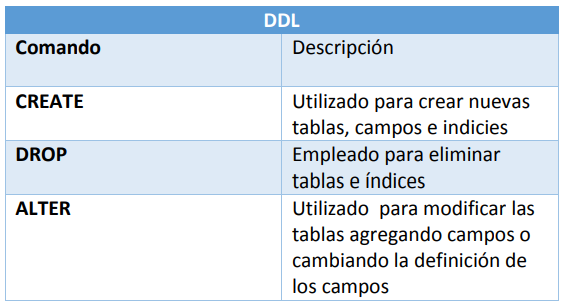 DDL
Comando Descripción
CREATE Utilizado para crear nuevas
tablas, campos e indicies
DROP Empleado para eliminar
tablas e índices
ALTER Utilizado para modificar las
tablas agregando campos o
cambiando la definición de
los campos